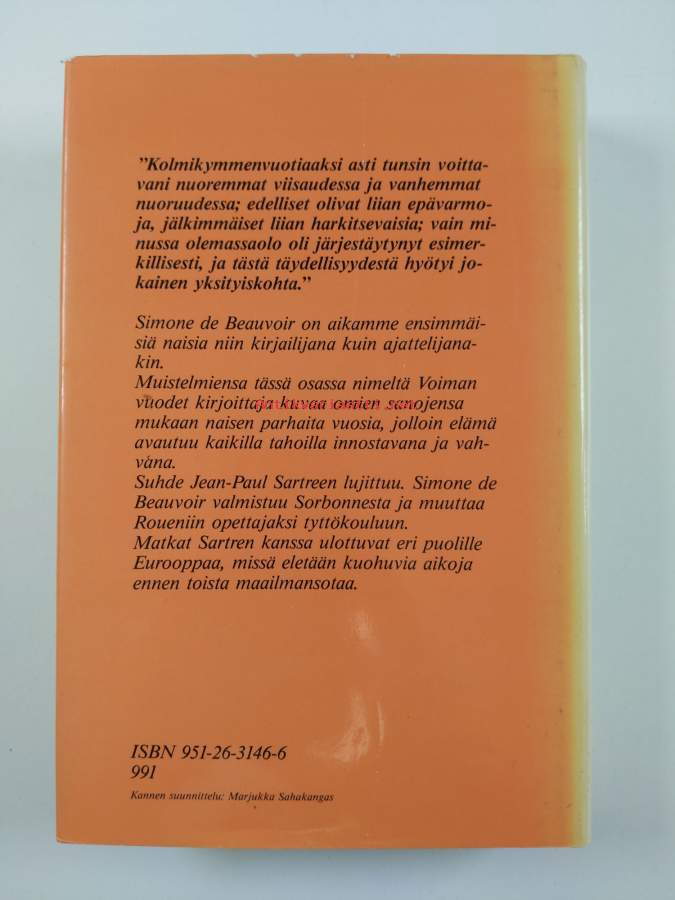 ”Kolmikymmenvuotiaaksi asti tunsin voitta-
vani nuoremmat viisaudessa ja vanhemmat
nuoruudessa; edelliset olivat liian epävarmo-
ja, jälkimmäiset liian harkitsevaisia; vain mi-
nussa olemassaolo oli järjestäytynyt esimer-
killisesti, ja tästä täydellisyydestä hyötyi jo-
kainen yksityiskohta.”
Simone de Beauvoir on aikamme ensimmäi-
siä naisia niin kirjailijana kuin ajattelijana-
kin.
Muistelmiensa tässä osassa nimeltä Voiman
vuodet kirjoittaja kuvaa omien sanojensa
mukaan naisen parhaita vuosia, jolloin elämä
avautuu kaikilla tahoilla innostavana ja vah-
vana.
Suhde Jean-Paul Sartreen lujittuu. Simone de
Beauvoir valmistuu Sorbonnesta ja muuttaa
Roueniin opettajaksi tyttökouluun.
Matkat Sartren kanssa ulottuvat eri puolille
Eurooppaa, missä eletään kuohuvia aikoja
ennen toista maailmansotaa.
ISBN 951-26-3146-6
991
Kannen suunnittelu: Marjukka Sahakangas